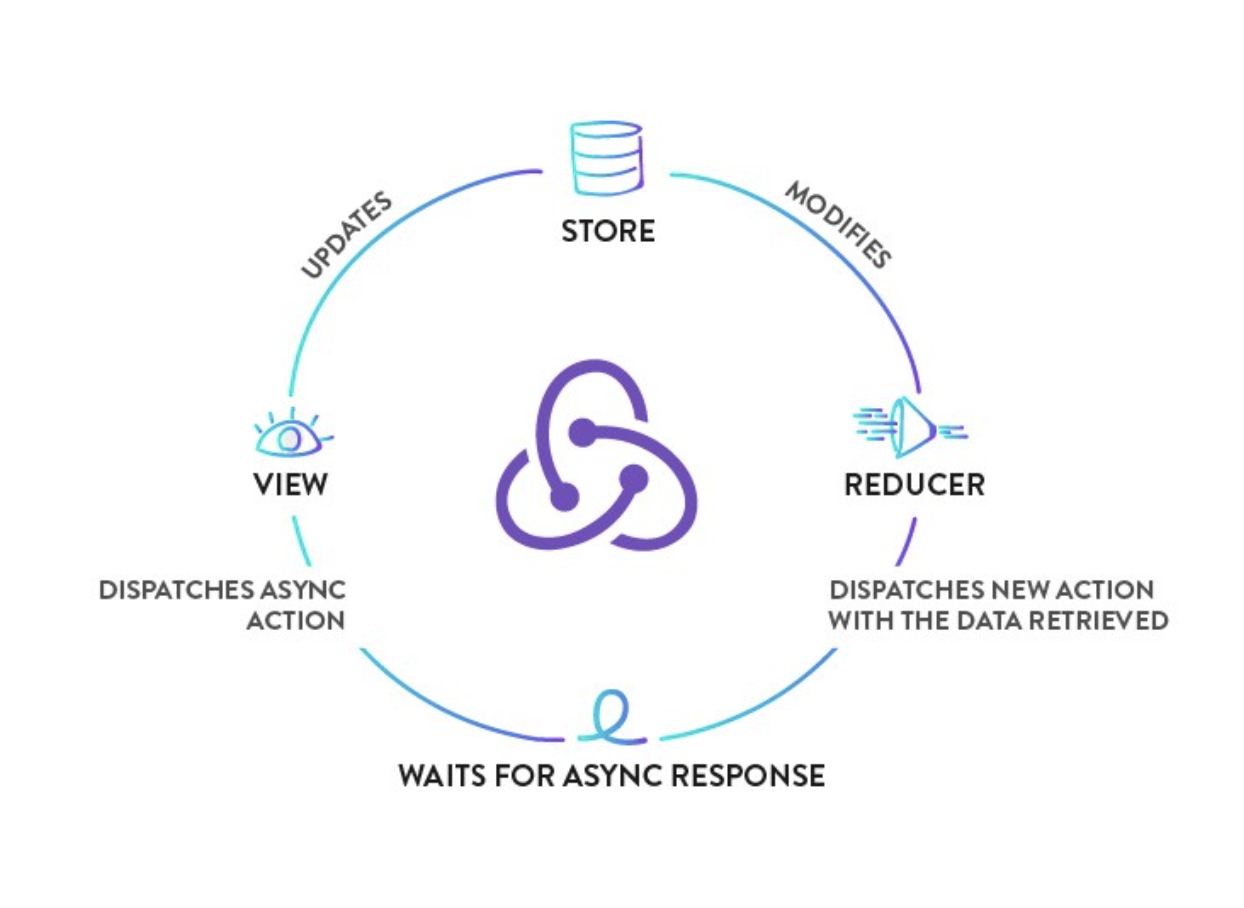 UPDATES
MODIFIES
STORE
VIEW
REDUCER
DISPATCHES ASYNC
ACTION
DISPATCHES NEW ACTION
WITH THE DATA RETRIEVED
WAITS FOR ASYNC RESPONSE